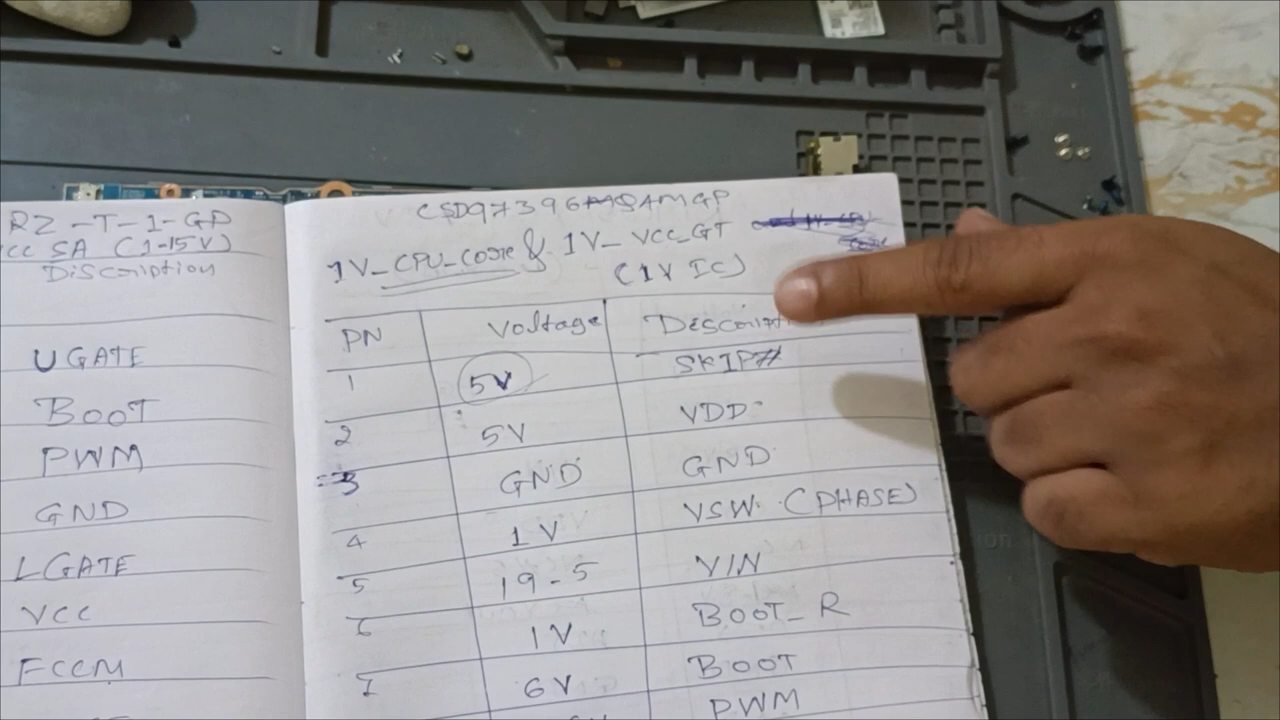 RZ-T-1-GP
CC SA (1-15V)
Discription
UGATE
BOOT
PWM
GND
LGATE
VCC
FCCM
CSD97396
1V_CPU_Core & 1V_VCC_GT
(1V IC)
PN Voltage
1 5V SKIP#
2 5V VDD
3 GND GND
4 1V VSW. (PHASE)
5 19-5 VIN
6 1V BOOT_R
7 6V BOOT
PWM